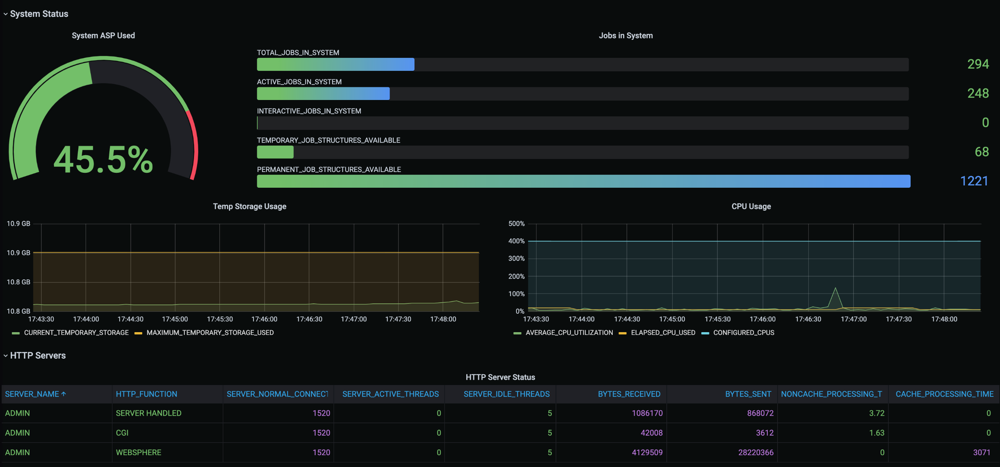 System Status
System ASP Used
45.5%
Jobs in System
TOTAL_JOBS_IN_SYSTEM
294
ACTIVE_JOBS_IN_SYSTEM
248
INTERACTIVE_JOBS_IN_SYSTEM
0
TEMPORARY_JOB_STRUCTURES_AVAILABLE
68
PERMANENT_JOB_STRUCTURES_AVAILABLE
1221
Temp Storage Usage
10.9 GB
10.9 GB
10.8 GB
10.8 GB
17:43:30 17:44:00 17:44:30 17:45:00 17:45:30 17:46:00 17:46:30 17:47:00 17:47:30 17:48:00
CURRENT_TEMPORARY_STORAGE MAXIMUM_TEMPORARY_STORAGE_USED
CPU Usage
500%
400%
300%
200%
100%
0%
17:43:30 17:44:00 17:44:30 17:45:00 17:45:30 17:46:00 17:46:30 17:47:00 17:47:30 17:48:00
AVERAGE_CPU_UTILIZATION ELAPSED_CPU_USED CONFIGURED_CPUS
HTTP Servers
HTTP Server Status
SERVER_NAME HTTP_FUNCTION SERVER_NORMAL_CONNECT SERVER_ACTIVE_THREADS SERVER_IDLE_THREADS BYTES_RECEIVED BYTES_SENT NONCACHE_PROCESSING_T CACHE_PROCESSING_TIME
ADMIN SERVER HANDLED 1520 0 5 1086170 868072 3.72 0
ADMIN CGI 1520 0 5 42008 3612 1.63 0
ADMIN WEBSPHERE 1520 0 5 4129509 28220366 0 3071